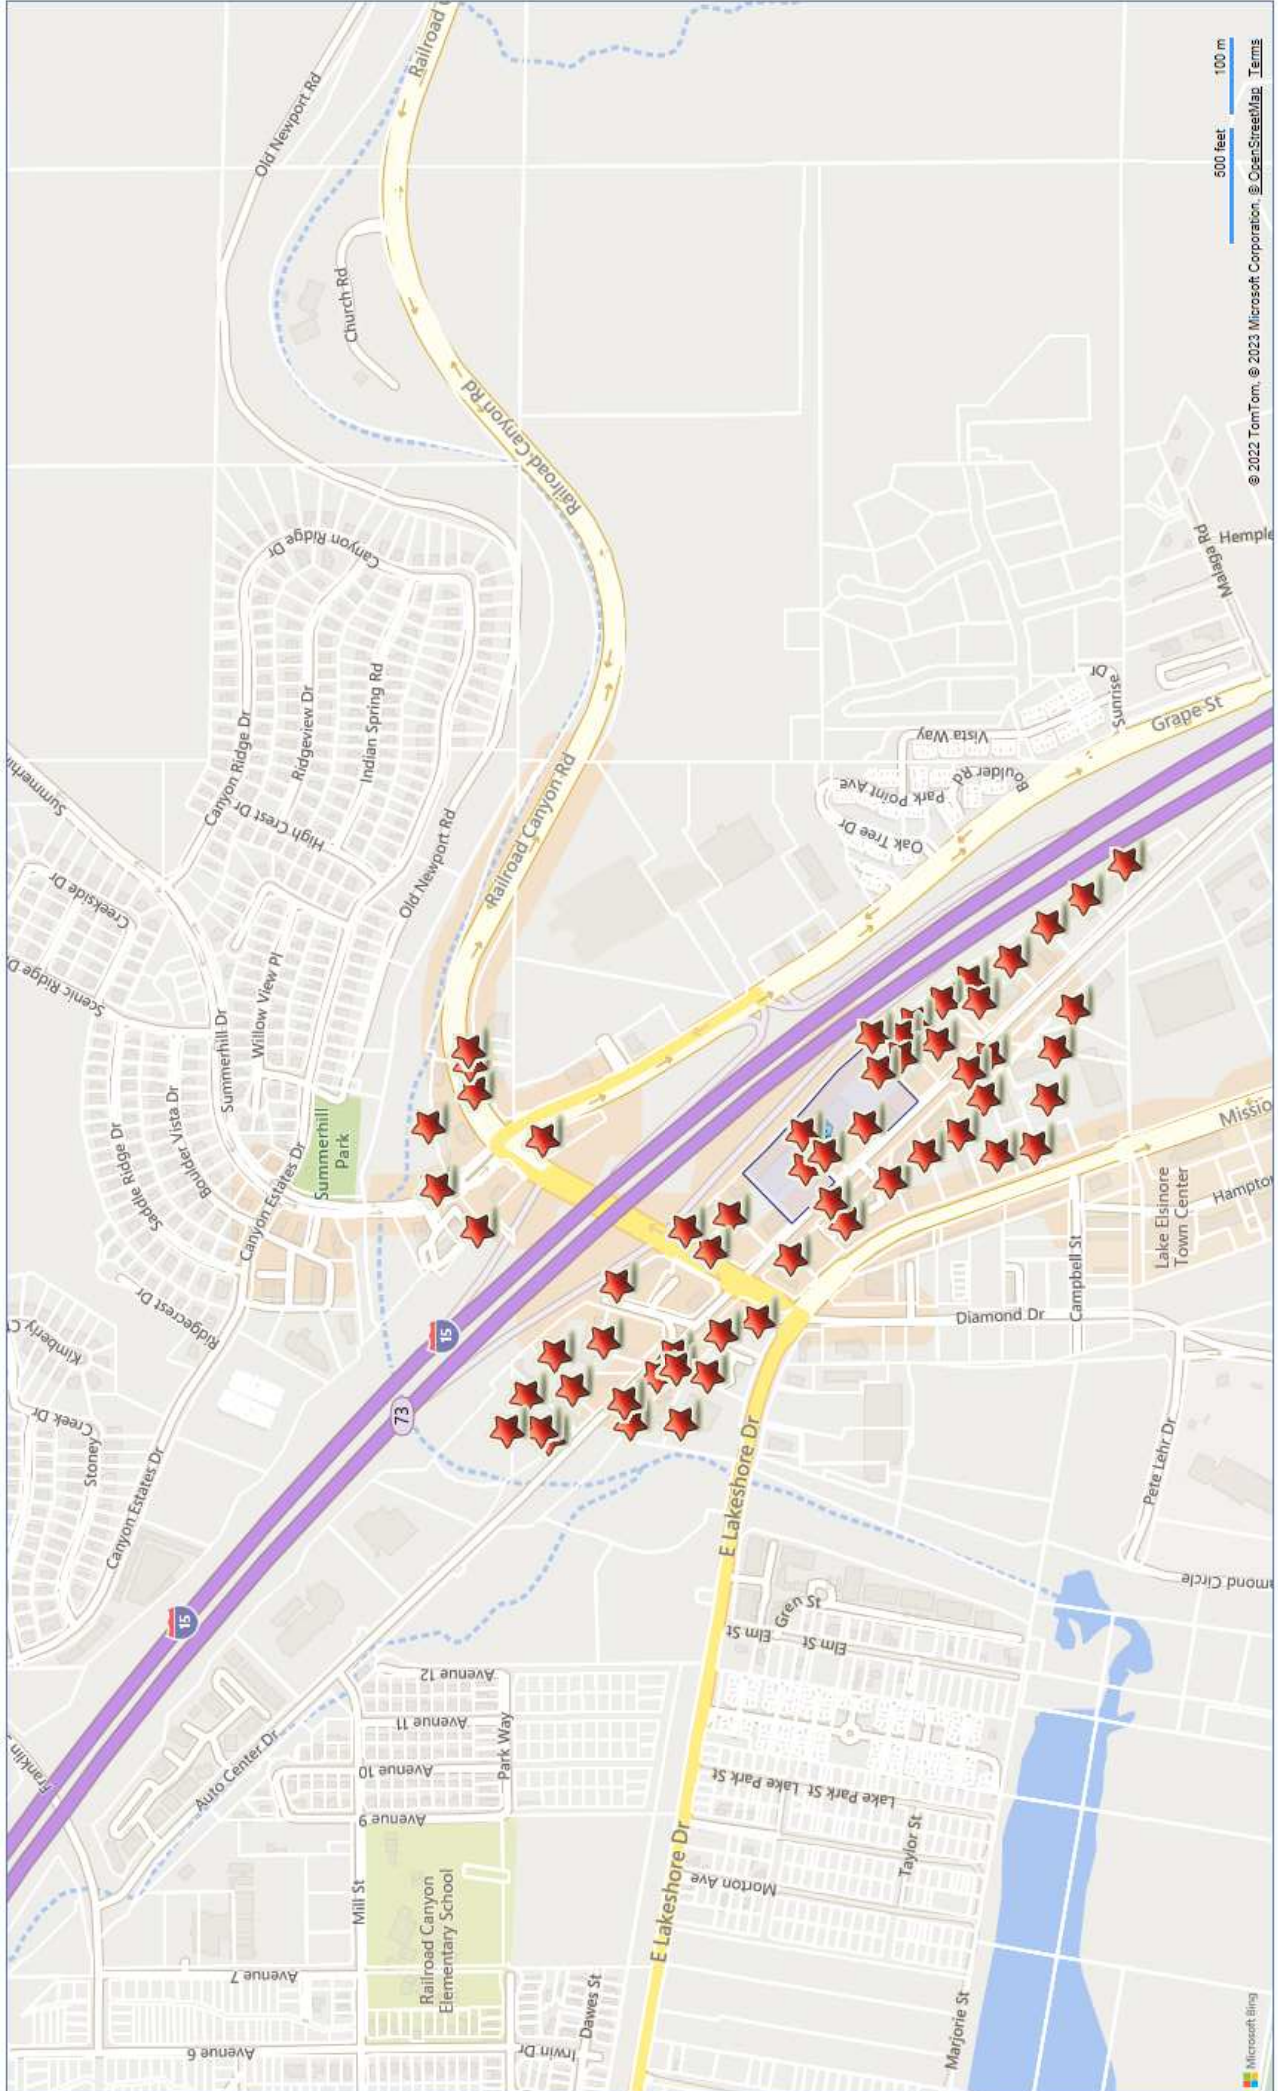 Railroad
Old Newport Rd
100 m
500 feet
© 2022 TomTom, © 2023 Microsoft Corporation, © OpenStreetMap Terms
Church Rd
Railroad Canyon Rd
Canyon Ridge Dr
Malaga Rd
Hemple
Canyon Ridge Dr
Ridgeview Dr
Indian Spring Rd
High Crest Dr
Old Newport Rd
Railroad Canyon Rd
Grape St
Sunrise Dr
Vista Way
Boulder Rd
Park Point Ave
Oak Tree Dr
Creekside Dr
Scenic Ridge D
Willow View Pl
Summerhill Dr
Saddle Ridge Dr
Boulder Vista Dr
Summerhill
Park
Canyon Estates Dr
Ridgecrest Dr
Kimberly C
Stoney
Creek Dr
Canyon Estates Dr
15
73
15
Missio
Hampto
Lake Elsinore
Town Center
Campbell St
Diamond Dr
Pete Lehr Dr
amond Circle
E Lakeshore Dr
Gren St
Elm St
Elm St
Avenue 12
Avenue 11
Avenue 10
Avenue 9
Park Way
Auto Center Dr
Franklin
Lake Park St
Lake Park St
Taylor St
Morton Ave
E Lakeshore Dr
Mill St
Railroad Canyon
Elementary School
Avenue 7
Avenue 6
Irwin Dr
Dawes St
Marjorie St
Microsoft Bing